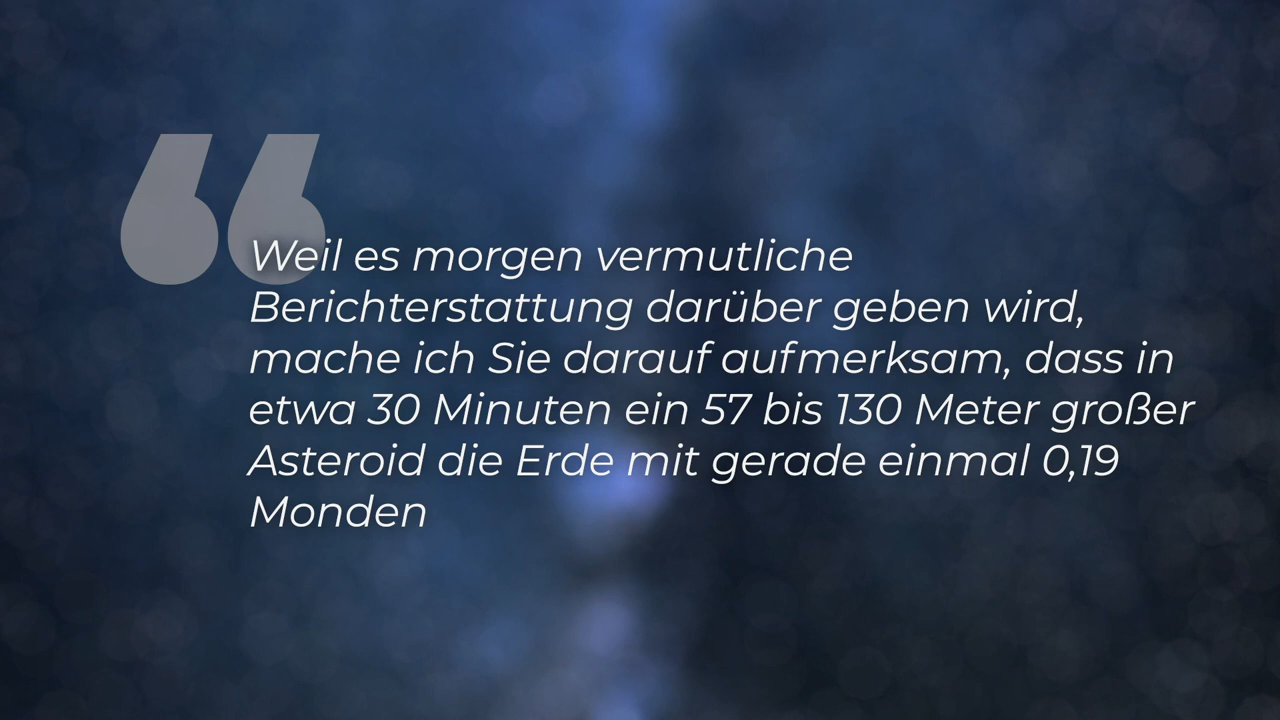 Weil es morgen vermutliche
Berichterstattung darüber geben wird,
mache ich Sie darauf aufmerksam, dass in
etwa 30 Minuten ein 57 bis 130 Meter großer
Asteroid die Erde mit gerade einmal 0,19
Monden